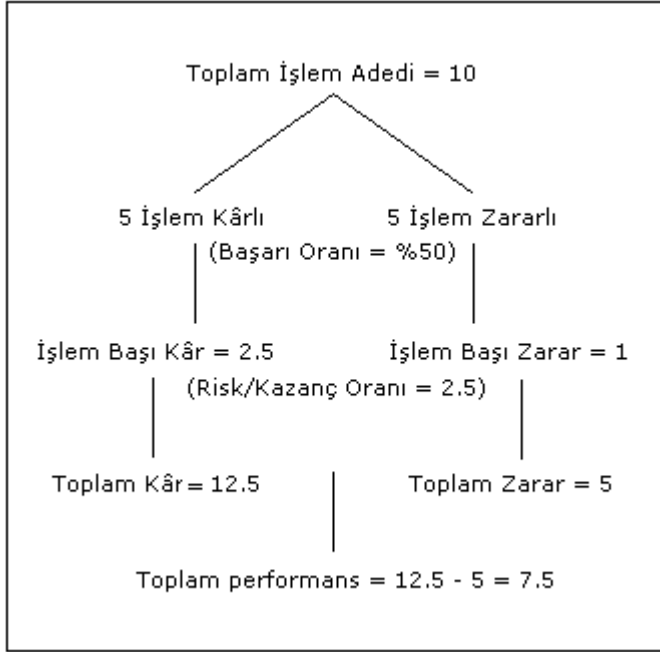 Toplam İşlem Adedi = 10
5 İşlem Kârlı 5 İşlem Zararlı
(Başarı Oranı = %50)
İşlem Başı Kâr = 2.5 İşlem Başı Zarar = 1
(Risk/Kazanç Oranı = 2.5)
Toplam Kâr= 12.5 Toplam Zarar = 5
Toplam performans = 12.5 - 5 = 7.5